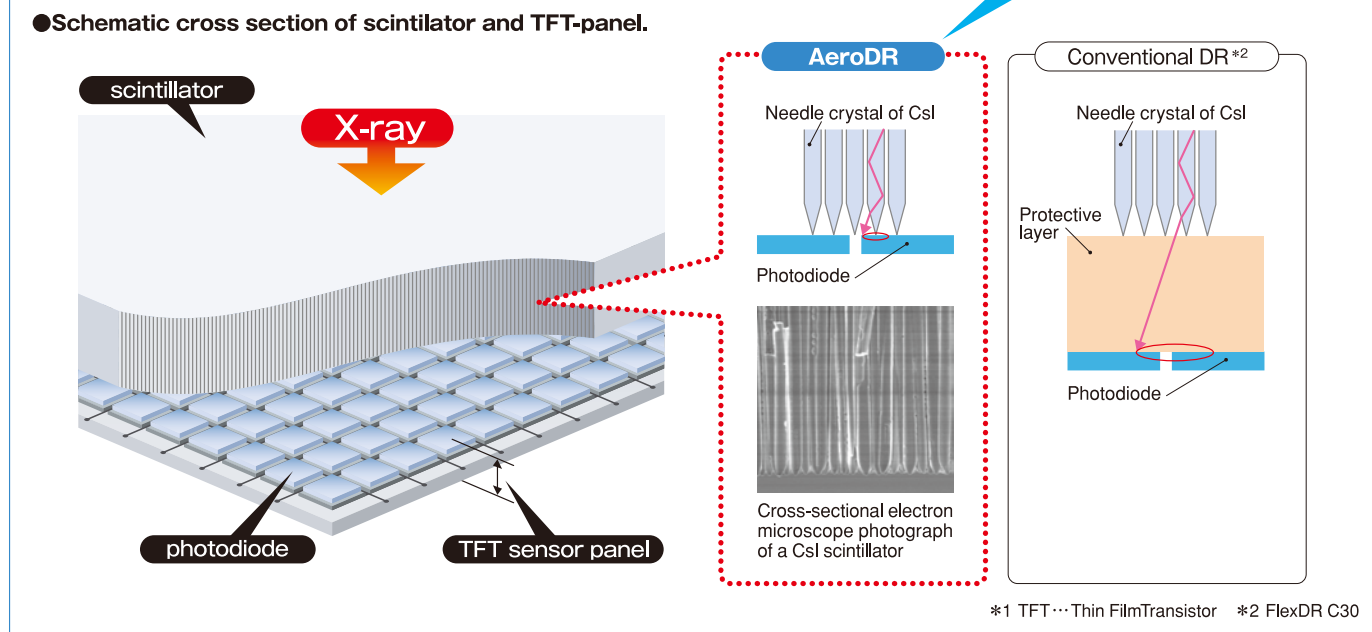 ●Schematic cross section of scintilator and TFT-panel.
scintillator
X-ray
photodiode
TFT sensor panel
AeroDR
Needle crystal of CsI
Photodiode
Cross-sectional electron
microscope photograph
of a CsI scintillator
Conventional DR*2
Needle crystal of CsI
Protective
layer
Photodiode
*1 TFT…Thin FilmTransistor *2 FlexDR C30